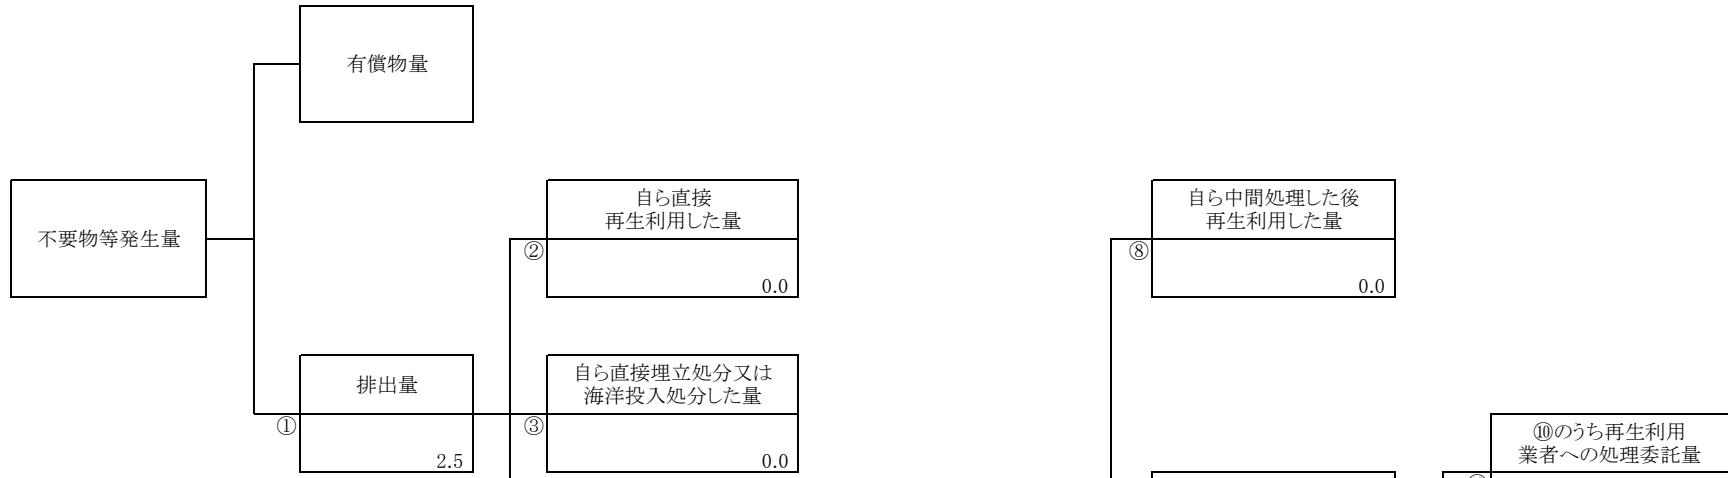 有償物量
不要物等発生量
自ら直接
再生利用した量
②
0.0
自ら中間処理した後
再生利用した量
⑧
0.0
排出量
①
2.5
自ら直接埋立処分又は
海洋投入処分した量
③
0.0
⑩のうち再生利用
業者への処理委託量